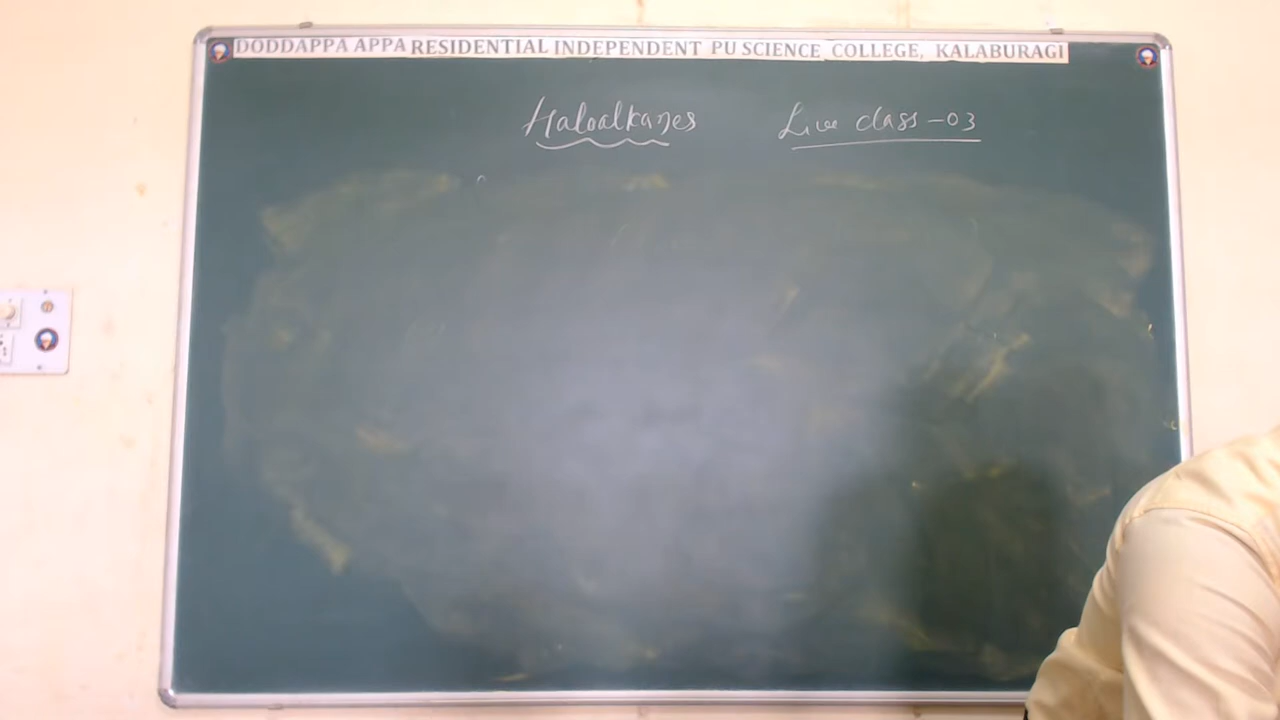 DODDAPPA APPA RESIDENTIAL INDEPENDENT PU SCIENCE COLLEGE, KALABURAGI
Haloalkanes Live class - 03